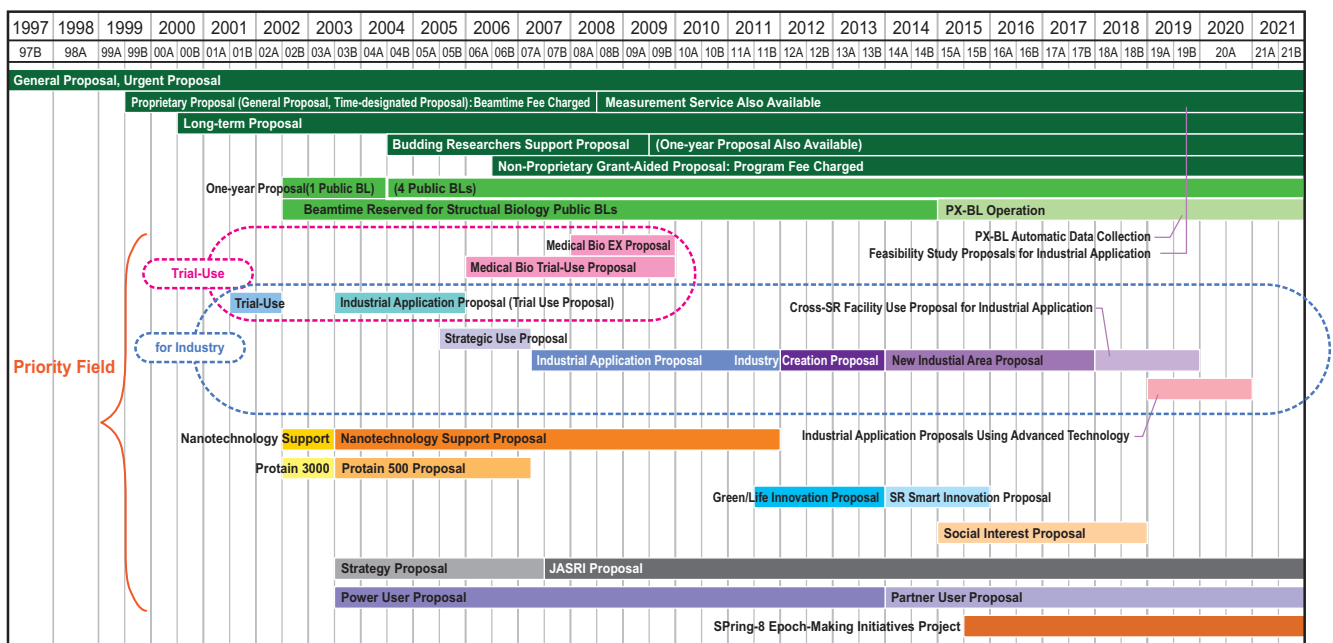 1997 1998 1999 2000 2001 2002 2003 2004 2005 2006 2007 2008 2009 2010 2011 2012 2013 2014 2015 2016 2017 2018 2019 2020 2021
97B 98A 99A 99B 00A 00B 01A 01B 02A 02B 03A 03B 04A 04B 05A 05B 06A 06B 07A 07B 08A 08B 09A 09B 10A 10B 11A 11B 12A 12B 13A 13B 14A 14B 15A 15B 16A 16B 17A 17B 18A 18B 19A 19B 20A 21A 21B
General Proposal, Urgent Proposal
Proprietary Proposal (General Proposal, Time-designated Proposal): Beamtime Fee Charged Measurement Service Also Available
Long-term Proposal
Budding Researchers Support Proposal (One-year Proposal Also Available)
Non-Proprietary Grant-Aided Proposal: Program Fee Charged
One-year Proposal(1 Public BL) (4 Public BLs)
Beamtime Reserved for Structual Biology Public BLs PX-BL Operation
PX-BL Automatic Data Collection
Medical Bio EX Proposal
Feasibility Study Proposals for Industrial Application
Trial-Use
Medical Bio Trial-Use Proposal
Trial-Use Industrial Application Proposal (Trial Use Proposal)
Cross-SR Facility Use Proposal for Industrial Application
Strategic Use Proposal
for Industry
Industrial Application Proposal Industry Creation Proposal New Industial Area Proposal
Priority Field
Nanotechnology Support Nanotechnology Support Proposal
Industrial Application Proposals Using Advanced Technology
Protain 3000 Protain 500 Proposal
Green/Life Innovation Proposal SR Smart Innovation Proposal
Social Interest Proposal
Strategy Proposal JASRI Proposal
Power User Proposal Partner User Proposal
SPring-8 Epoch-Making Initiatives Project